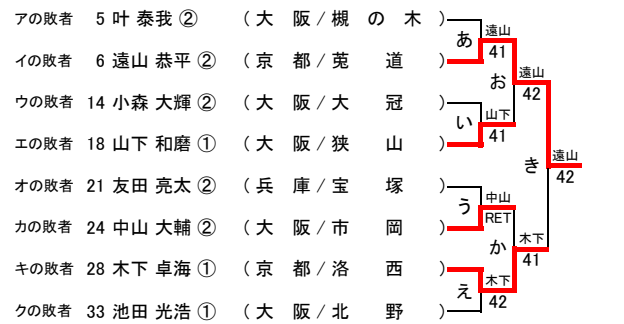 アの敗者 5 叶 泰我 ② (大 阪/槻 の 木)
イの敗者 6 遠山 恭平 ② (京 都/莵 道)
ウの敗者 14 小森 大輝 ② (大 阪/大 冠)
エの敗者 18 山下 和磨 ① (大 阪/狭 山)
オの敗者 21 友田 亮太 ② (兵 庫/宝 塚)
カの敗者 24 中山 大輔 ② (大 阪/市 岡)
キの敗者 28 木下 卓海 ① (京 都/洛 西)
クの敗者 33 池田 光浩 ① (大 阪/北 野)
あ 遠山 41
い 山下 41
う 中山 RET
え 木下 42
お 遠山 42
か 木下 41
き 遠山 42